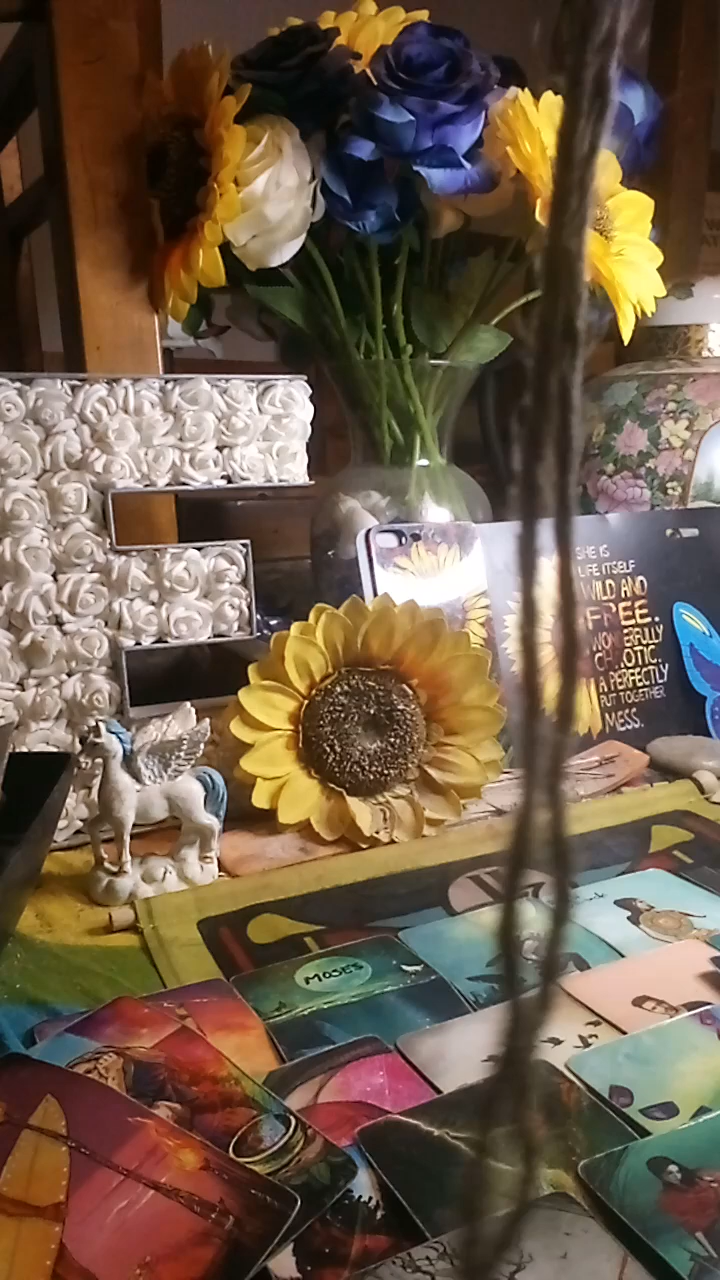 SHE IS
LIFE ITSELF
WILD AND
FREE.
WONDERFULLY
CHAOTIC.
A PERFECTLY
PUT TOGETHER
MESS.
MOSES